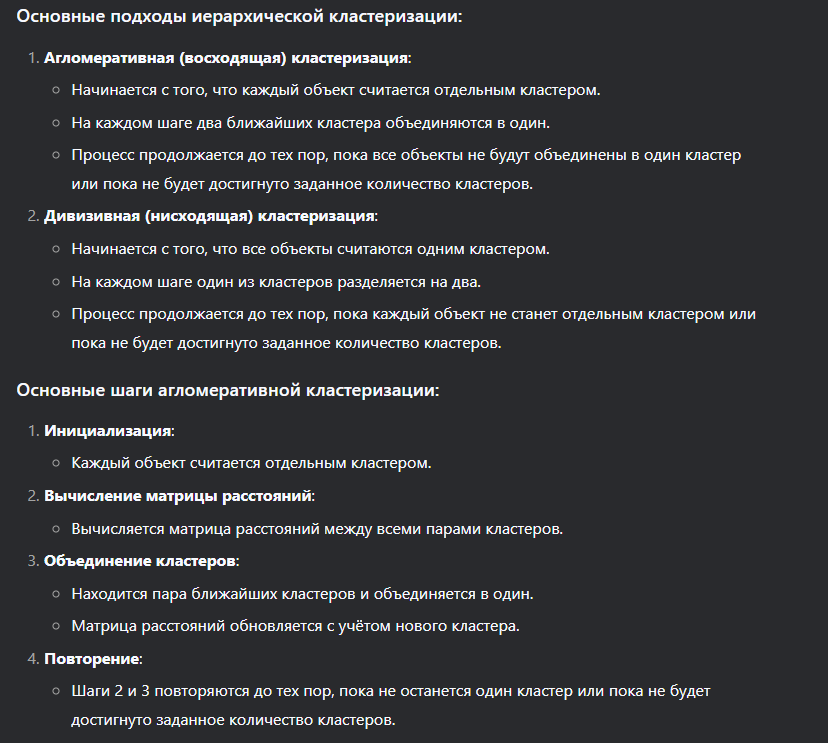 Основные подходы иерархической кластеризации:
1. Агломеративная (восходящая) кластеризация:
○ Начинается с того, что каждый объект считается отдельным кластером.
○ На каждом шаге два ближайших кластера объединяются в один.
○ Процесс продолжается до тех пор, пока все объекты не будут объединены в один кластер
или пока не будет достигнуто заданное количество кластеров.
2. Дивизивная (нисходящая) кластеризация:
○ Начинается с того, что все объекты считаются одним кластером.
○ На каждом шаге один из кластеров разделяется на два.
○ Процесс продолжается до тех пор, пока каждый объект не станет отдельным кластером или
пока не будет достигнуто заданное количество кластеров.
Основные шаги агломеративной кластеризации:
1. Инициализация:
○ Каждый объект считается отдельным кластером.
2. Вычисление матрицы расстояний:
○ Вычисляется матрица расстояний между всеми парами кластеров.
3. Объединение кластеров:
○ Находится пара ближайших кластеров и объединяется в один.
○ Матрица расстояний обновляется с учётом нового кластера.
4. Повторение:
○ Шаги 2 и 3 повторяются до тех пор, пока не останется один кластер или пока не будет
достигнуто заданное количество кластеров.